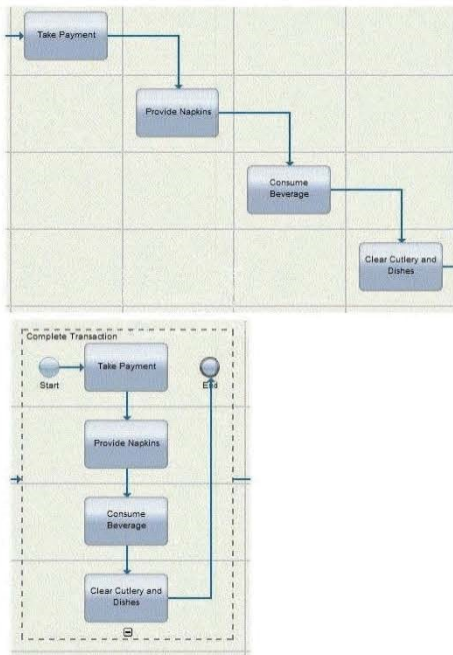 Take Payment
Provide Napkins
Consume
Beverage
Clear Cutlery and
Dishes
Complete Transaction
Start
Take Payment
End
Provide Napkins
Consume
Beverage
Clear Cutlery and
Dishes